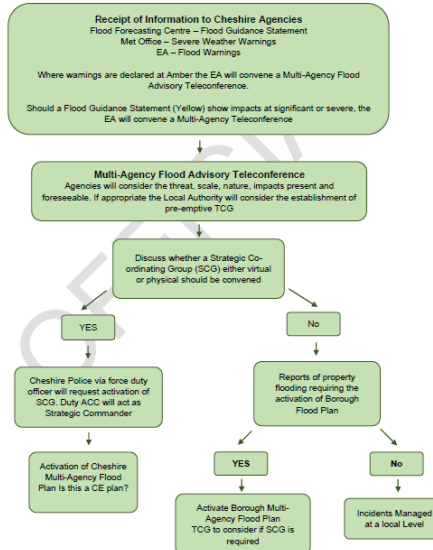 Receipt of Information to Cheshire Agencies
Flood Forecasting Centre – Flood Guidance Statement
Met Office – Severe Weather Warnings
EA – Flood Warnings
Where warnings are declared at Amber the EA will convene a Multi-Agency Flood
Advisory Teleconference.
Should a Flood Guidance Statement (Yellow) show impacts at significant or severe, the
EA will convene a Multi-Agency Teleconference
Multi-Agency Flood Advisory Teleconference
Agencies will consider the threat, scale, nature, impacts present and
foreseeable. If appropriate the Local Authority will consider the establishment of
pre-emptive TCG
Discuss whether a Strategic Co-
ordinating Group (SCG) either virtual
or physical should be convened
YES
No
Cheshire Police via force duty
officer will request activation of
SCG. Duty ACC will act as
Strategic Commander
Reports of property
flooding requiring the
activation of Borough
Flood Plan
Activation of Cheshire
Multi-Agency Flood
Plan Is this a CE plan?
YES
No
Activate Borough Multi-
Agency Flood Plan
TCG to consider if SCG is
required
Incidents Managed
at a local Level